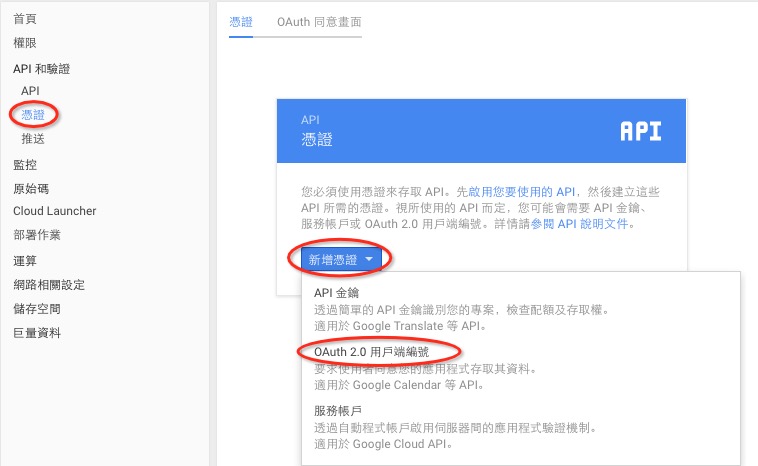 首頁
權限
API 和驗證
API
憑證
推送
監控
原始碼
Cloud Launcher
部署作業
運算
網路相關設定
儲存空間
巨量資料
憑證 OAuth 同意畫面
API
憑證
API
您必須使用憑證來存取 API。先啟用您要使用的 API，然後建立這些
API 所需的憑證。視所使用的 API 而定，您可能會需要 API 金鑰、
服務帳戶或 OAuth 2.0 用戶端編號。詳情請參閱 API 說明文件。
新增憑證
API 金鑰
透過簡單的 API 金鑰識別您的專案，檢查配額及存取權。
適用於 Google Translate 等 API。
OAuth 2.0 用戶端編號
要求使用者同意您的應用程式存取其資料。
適用於 Google Calendar 等 API。
服務帳戶
透過自動程式帳戶啟用伺服器間的應用程式驗證機制。
適用於 Google Cloud API。